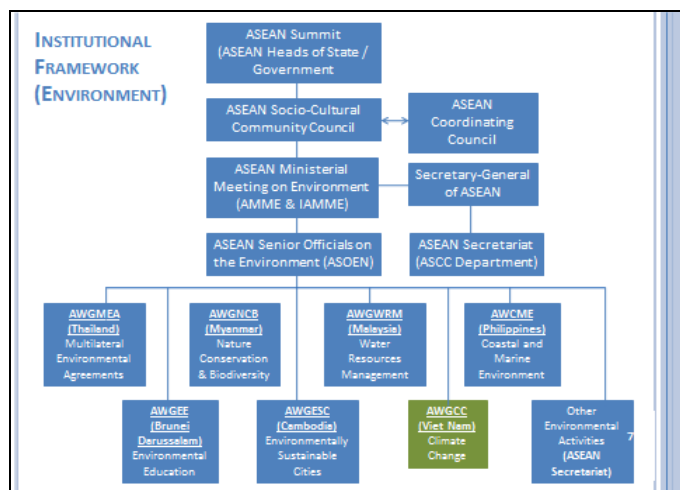 INSTITUTIONAL
FRAMEWORK
(ENVIRONMENT)
ASEAN Summit
(ASEAN Heads of State /
Government
ASEAN Socio-Cultural
Community Council
ASEAN
Coordinating
Council
ASEAN Ministerial
Meeting on Environment
(AMME & IAMME)
Secretary-General
of ASEAN
ASEAN Senior Officials on
the Environment (ASOEN)
ASEAN Secretariat
(ASCC Department)
AWGMEA
(Thailand)
Multilateral
Environmental
Agreements
AWGNCB
(Myanmar)
Nature
Conservation
& Biodiversity
AWGWRM
(Malaysia)
Water
Resources
Management
AWCME
(Philippines)
Coastal and
Marine
Environment
AWGEE
(Brunei
Darussalam)
Environmental
Education
AWGESC
(Cambodia)
Environmentally
Sustainable
Cities
AWGCC
(Viet Nam)
Climate
Change
Other
Environmental
Activities
(ASEAN
Secretariat)
7